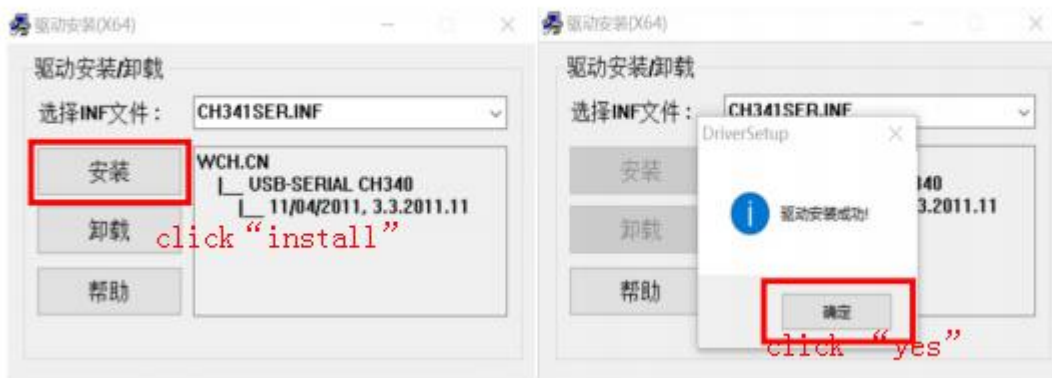 驱动安装(X64)
驱动安装/卸载
选择INF文件：
CH341SER.INF
安装
卸载
帮助
WCH.CN
|__ USB-SERIAL CH340
|__ 11/04/2011, 3.3.2011.11
click “install”
驱动安装(X64)
驱动安装/卸载
选择INF文件：
CH341SER.INF
安装
卸载
帮助
340
3.2011.11
DriverSetup
驱动安装成功!
确定
click “yes”